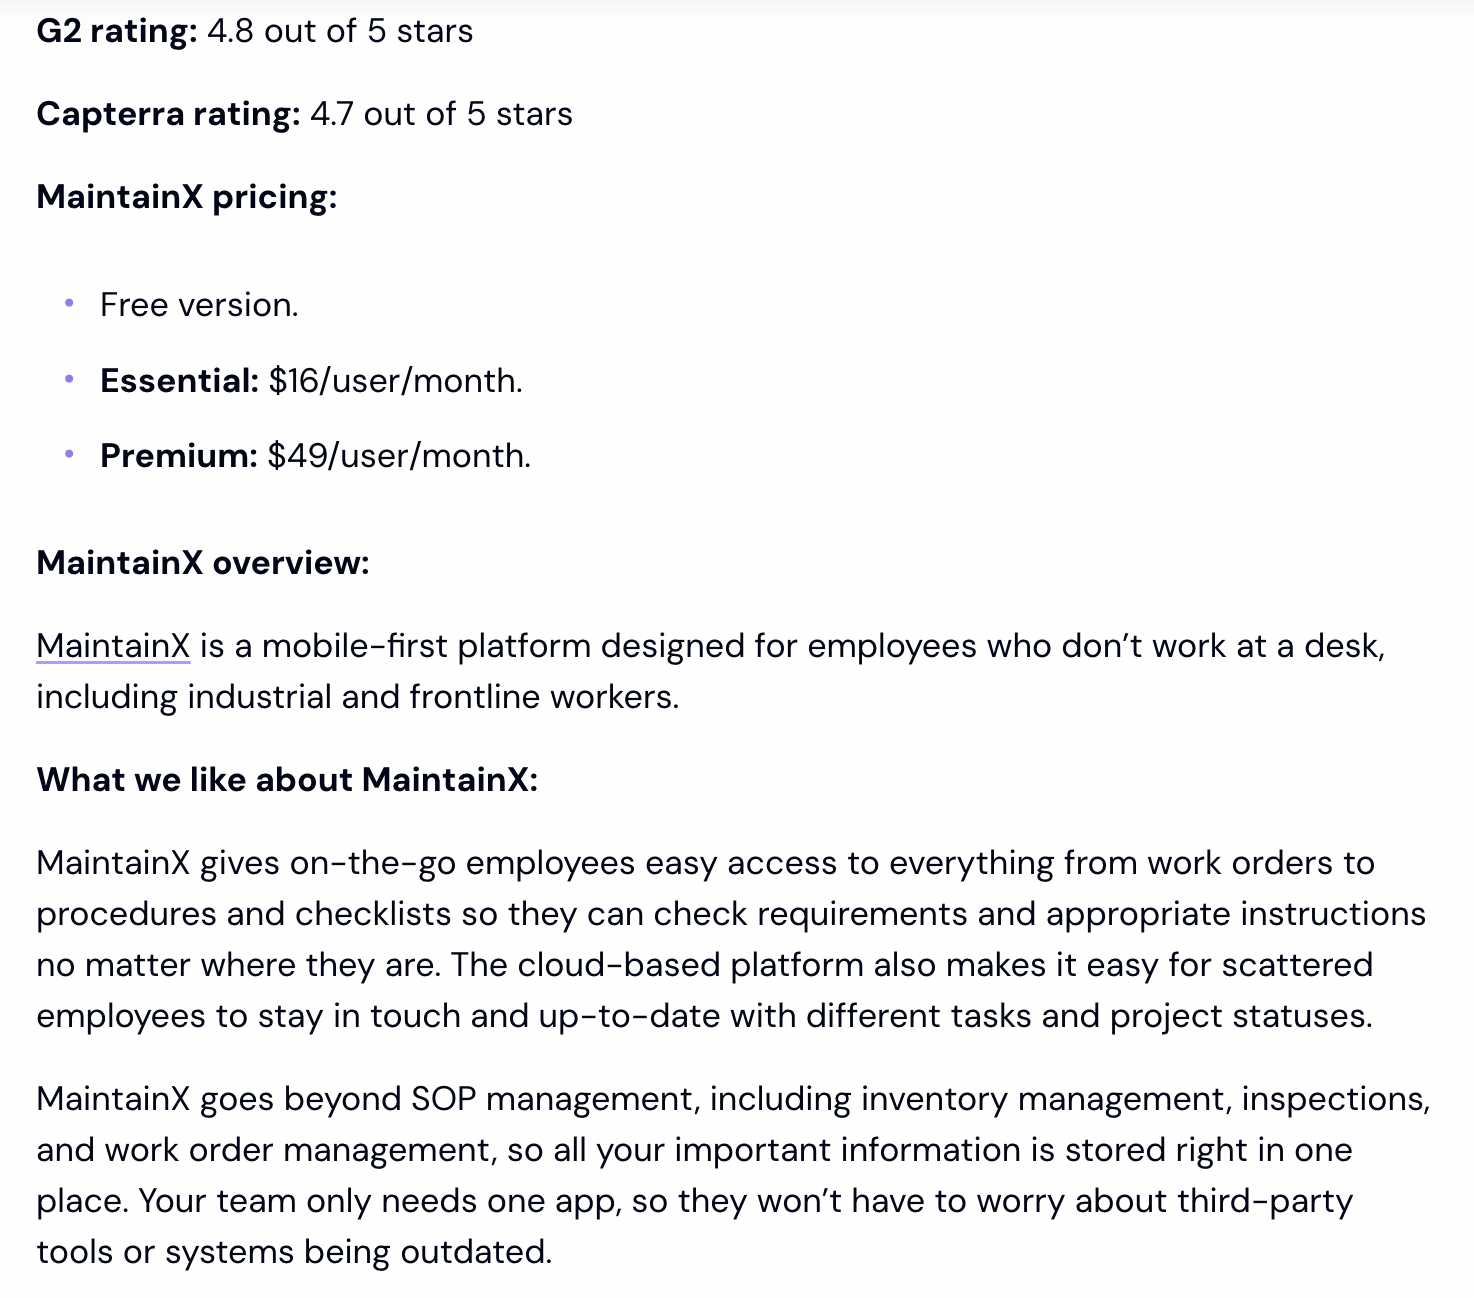 G2 rating: 4.8 out of 5 stars
Capterra rating: 4.7 out of 5 stars
MaintainX pricing:
• Free version.
• Essential: $16/user/month.
• Premium: $49/user/month.
MaintainX overview:
MaintainX is a mobile-first platform designed for employees who don’t work at a desk,
including industrial and frontline workers.
What we like about MaintainX:
MaintainX gives on-the-go employees easy access to everything from work orders to
procedures and checklists so they can check requirements and appropriate instructions
no matter where they are. The cloud-based platform also makes it easy for scattered
employees to stay in touch and up-to-date with different tasks and project statuses.
MaintainX goes beyond SOP management, including inventory management, inspections,
and work order management, so all your important information is stored right in one
place. Your team only needs one app, so they won’t have to worry about third-party
tools or systems being outdated.